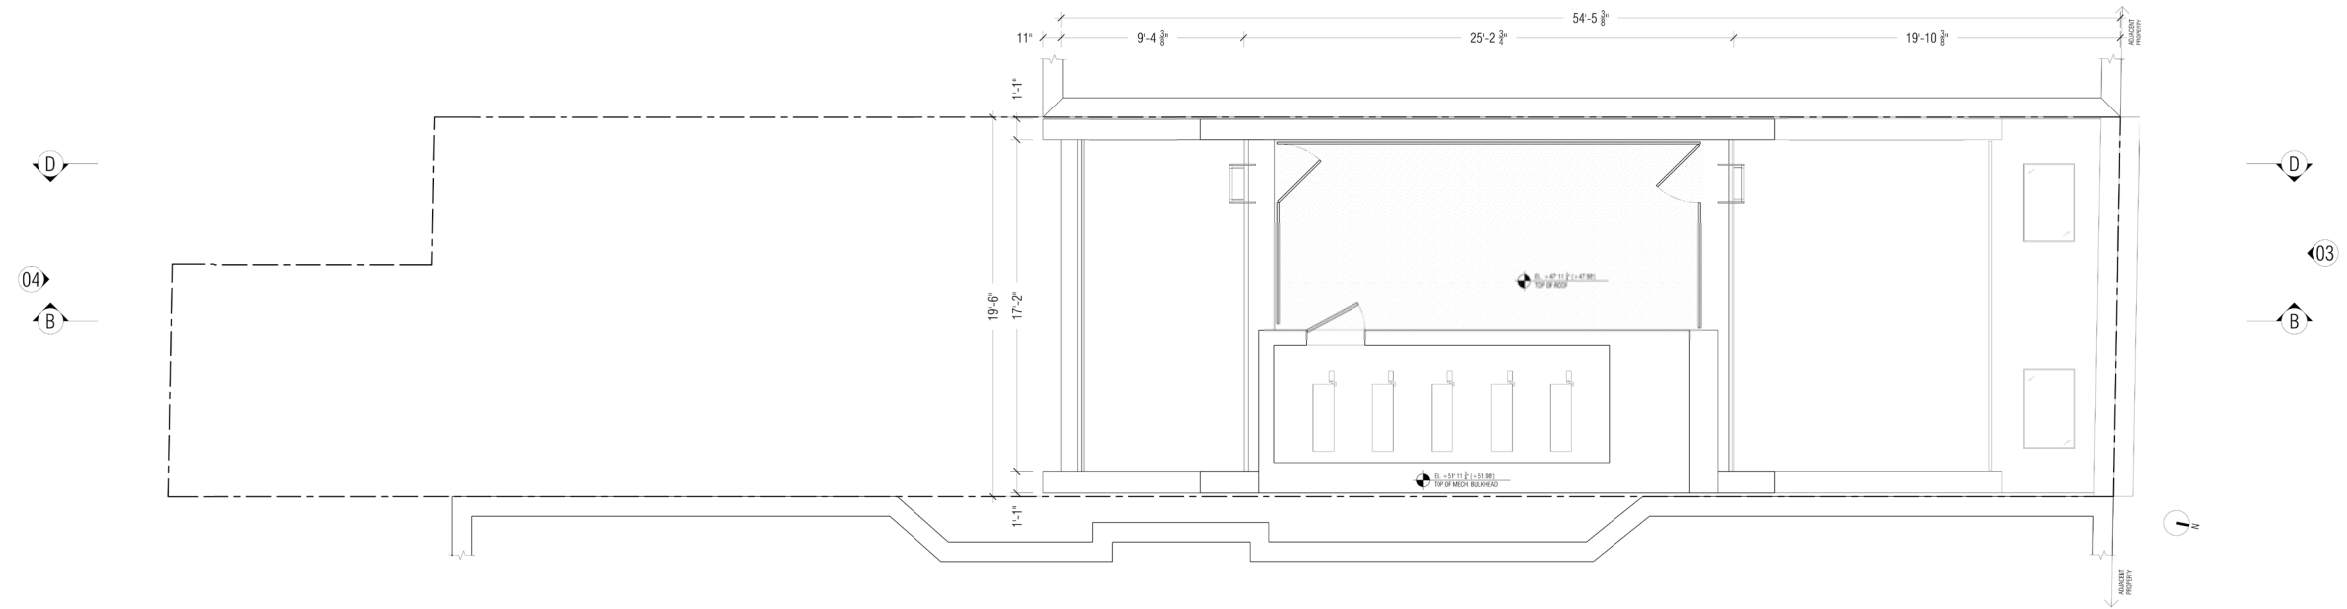 54'-5 3/8"
ADJACENT
PROPERTY
11"
9'-4 3/8"
25'-2 3/4"
19'-10 3/8"
1'-1"
D
D
04
03
B
B
19'-6"
17'-2"
EL. +47' 11 3/4" (+47.98')
TOP OF ROOF
EL. +51' 11 3/4" (+51.98')
TOP OF MECH. BULKHEAD
1'-1"
N
ADJACENT
PROPERTY